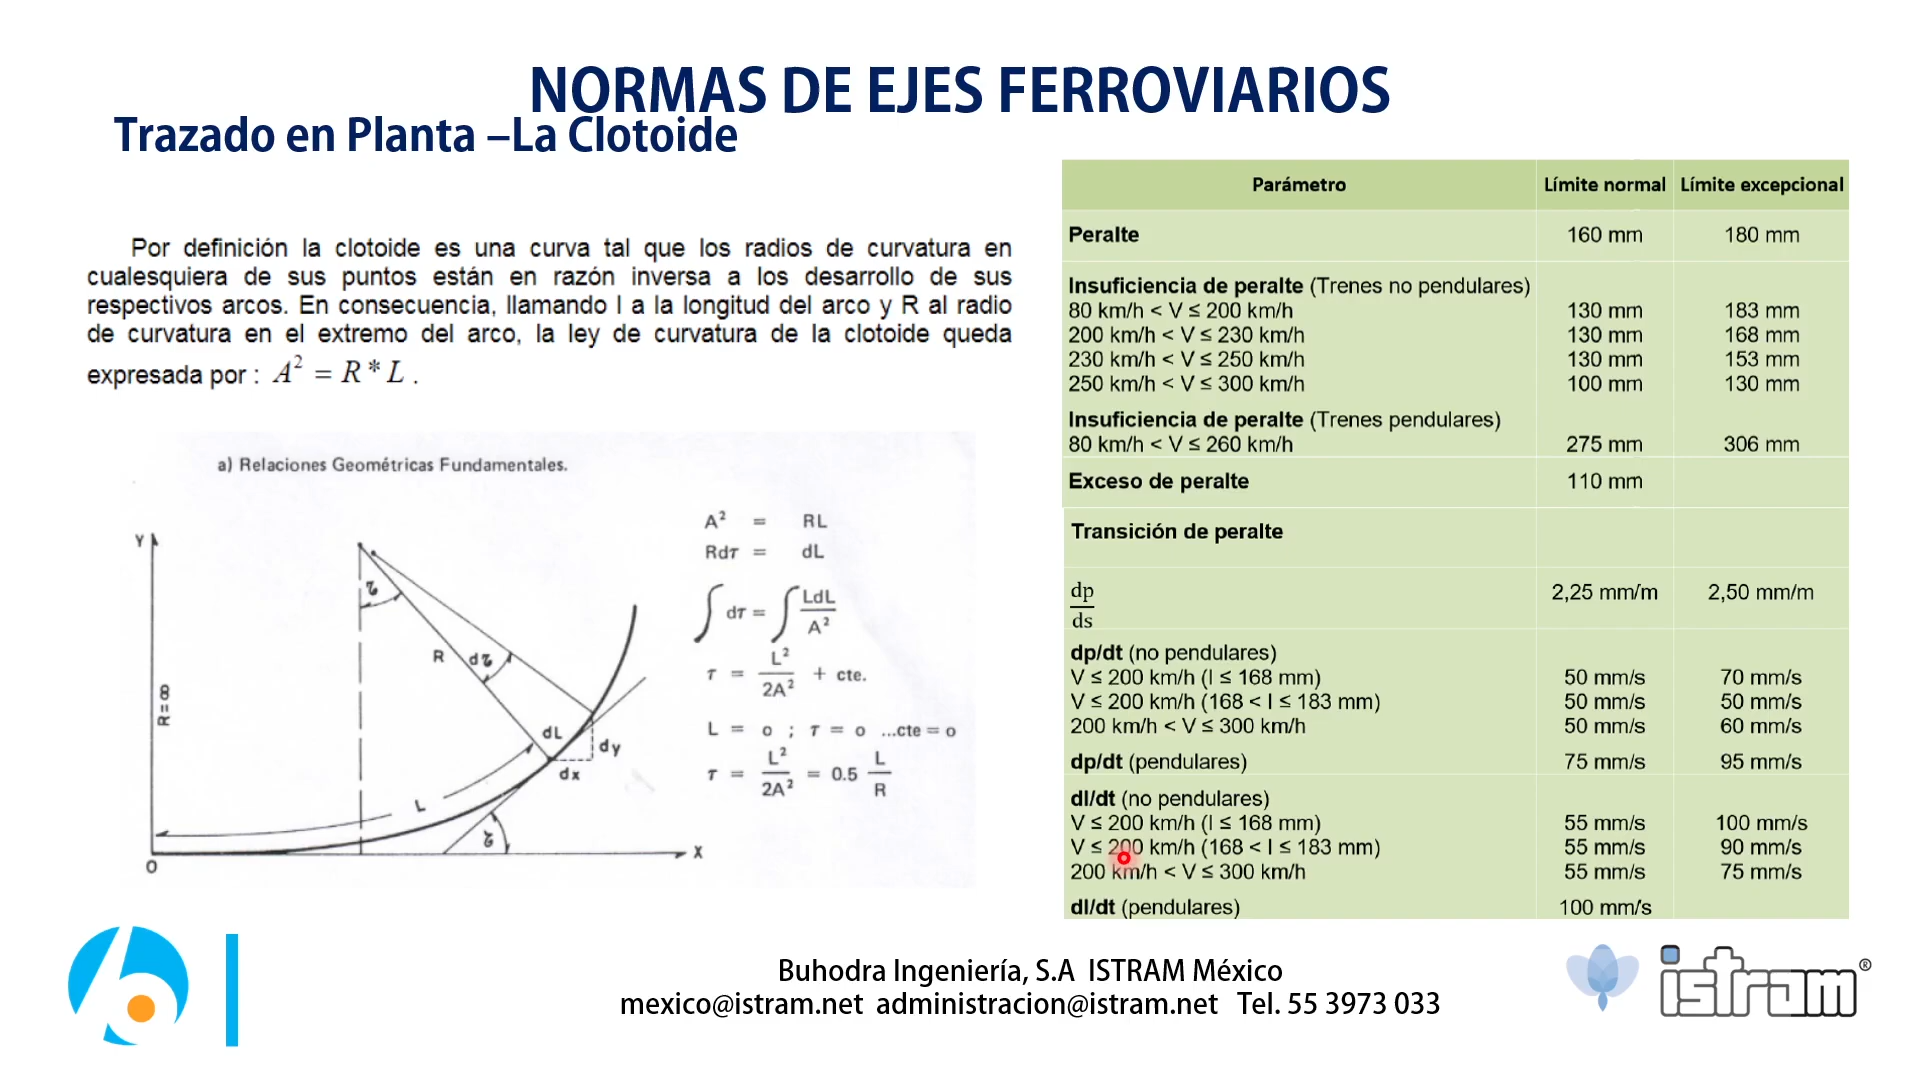 NORMAS DE EJES FERROVIARIOS
Trazado en Planta –La Clotoide
Por definición la clotoide es una curva tal que los radios de curvatura en
cualesquiera de sus puntos están en razón inversa a los desarrollo de sus
respectivos arcos. En consecuencia, llamando l a la longitud del arco y R al radio
de curvatura en el extremo del arco, la ley de curvatura de la clotoide queda
expresada por : A² = R * L .
a) Relaciones Geométricas Fundamentales.
Y
R=∞
τ
R
dτ
dL
dy
dx
L
τ
O
X
A² = RL
Rdτ = dL
∫ dτ = ∫ LdL / A²
τ = L² / 2A² + cte.
L = o ; τ = o ...cte = o
τ = L² / 2A² = 0.5 L / R
Parámetro Límite normal Límite excepcional
Peralte 160 mm 180 mm
Insuficiencia de peralte (Trenes no pendulares)
80 km/h < V ≤ 200 km/h 130 mm 183 mm
200 km/h < V ≤ 230 km/h 130 mm 168 mm
230 km/h < V ≤ 250 km/h 130 mm 153 mm
250 km/h < V ≤ 300 km/h 100 mm 130 mm
Insuficiencia de peralte (Trenes pendulares)
80 km/h < V ≤ 260 km/h 275 mm 306 mm
Exceso de peralte 110 mm
Transición de peralte
dp/ds 2,25 mm/m 2,50 mm/m
dp/dt (no pendulares)
V ≤ 200 km/h (I ≤ 168 mm) 50 mm/s 70 mm/s
V ≤ 200 km/h (168 < I ≤ 183 mm) 50 mm/s 50 mm/s
200 km/h < V ≤ 300 km/h 50 mm/s 60 mm/s
dp/dt (pendulares) 75 mm/s 95 mm/s
dI/dt (no pendulares)
V ≤ 200 km/h (I ≤ 168 mm) 55 mm/s 100 mm/s
V ≤ 200 km/h (168 < I ≤ 183 mm) 55 mm/s 90 mm/s
200 km/h < V ≤ 300 km/h 55 mm/s 75 mm/s
dI/dt (pendulares) 100 mm/s
Buhodra Ingeniería, S.A ISTRAM México
mexico@istram.net administracion@istram.net Tel. 55 3973 033
istram®